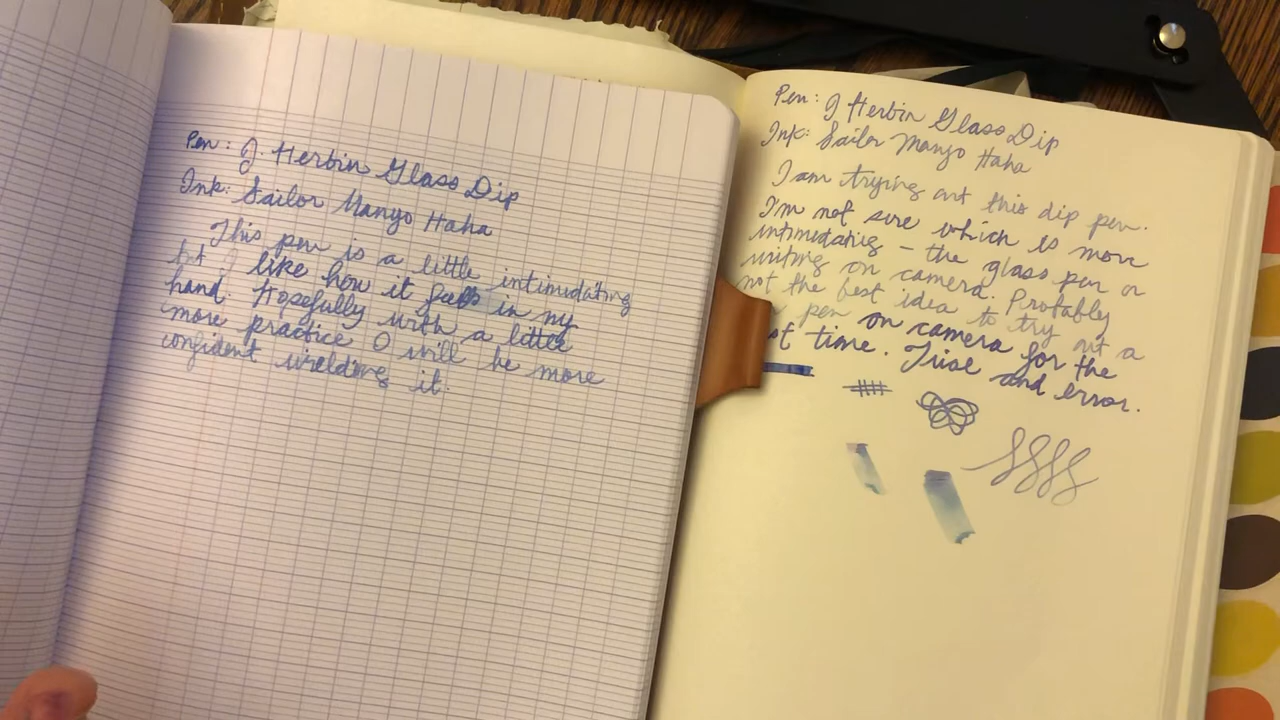 Pen: J Herbin Glass Dip
Ink: Sailor Manyo Haha
This pen is a little intimidating
but I like how it feels in my
hand. Hopefully with a little
more practice I will be more
confident wielding it.
Pen: J Herbin Glass Dip
Ink: Sailor Manyo Haha
I am trying out this dip pen.
I'm not sure which is more
intimidating - the glass pen or
writing on camera. Probably
not the best idea to try out a
pen on camera for the
st time. Trial and error.